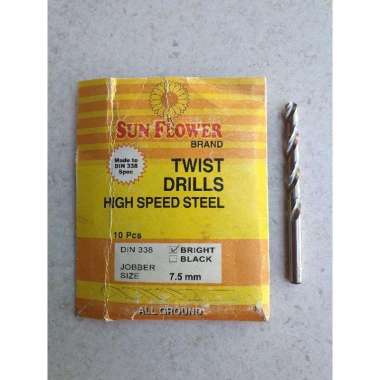 SUN FLOWER
BRAND
Made to
DIN 338
Spec
TWIST
DRILLS
HIGH SPEED STEEL
10 Pcs
DIN 338
BRIGHT
BLACK
JOBBER
SIZE
7.5 mm
ALL GROUND